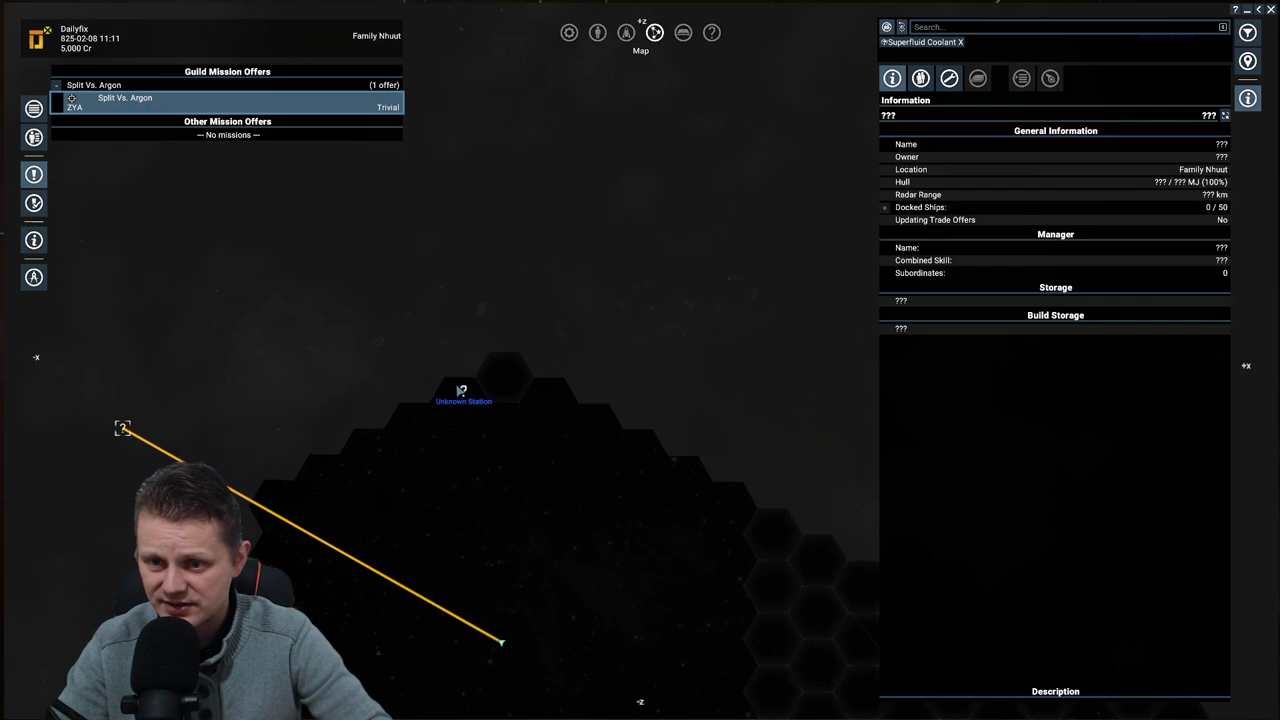 Dailyfix
825-02-08 11:11
5,000 Cr
Family Nhuut
Guild Mission Offers
- Split Vs. Argon (1 offer)
Split Vs. Argon
ZYA Trivial
Other Mission Offers
--- No missions ---
+z
?
Map
-x
+x
-z
?
Unknown Station
?
? _ < X
Search...
Superfluid Coolant X
Information
??? ???
General Information
Name ???
Owner ???
Location Family Nhuut
Hull ??? / ??? MJ (100%)
Radar Range ??? km
+ Docked Ships: 0 / 50
Updating Trade Offers No
Manager
Name: ???
Combined Skill: ???
Subordinates: 0
Storage
???
Build Storage
???
Description